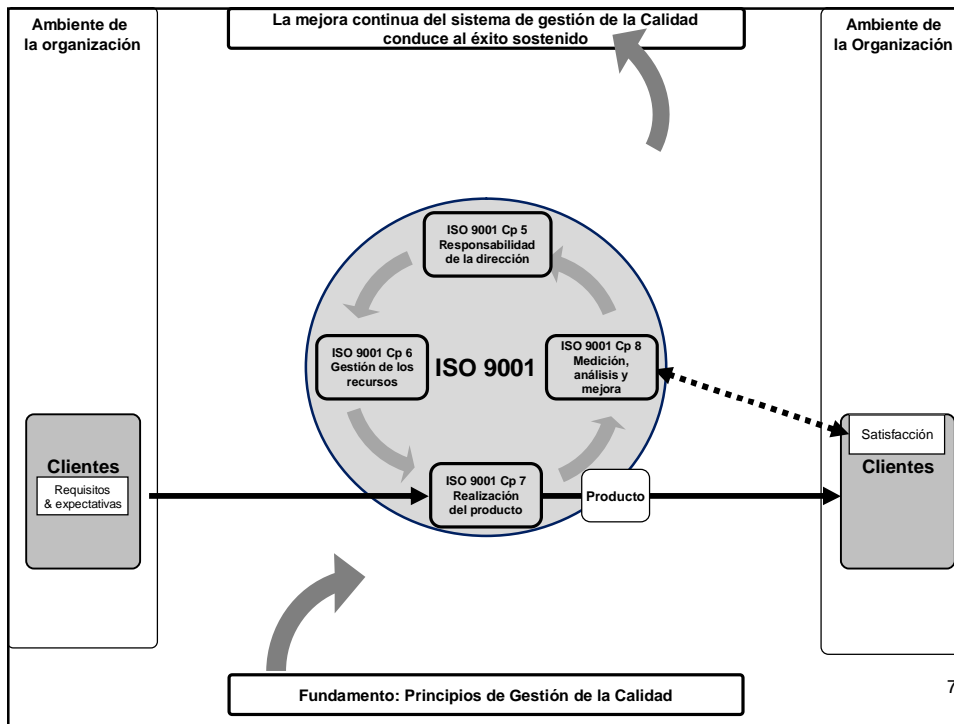 Ambiente de
la organización
La mejora continua del sistema de gestión de la Calidad
conduce al éxito sostenido
Ambiente de
la Organización
ISO 9001 Cp 5
Responsabilidad
de la dirección
ISO 9001 Cp 6
Gestión de los
recursos
ISO 9001
ISO 9001 Cp 8
Medición,
análisis y
mejora
Clientes
Requisitos
& expectativas
ISO 9001 Cp 7
Realización
del producto
Producto
Satisfacción
Clientes
Fundamento: Principios de Gestión de la Calidad
7